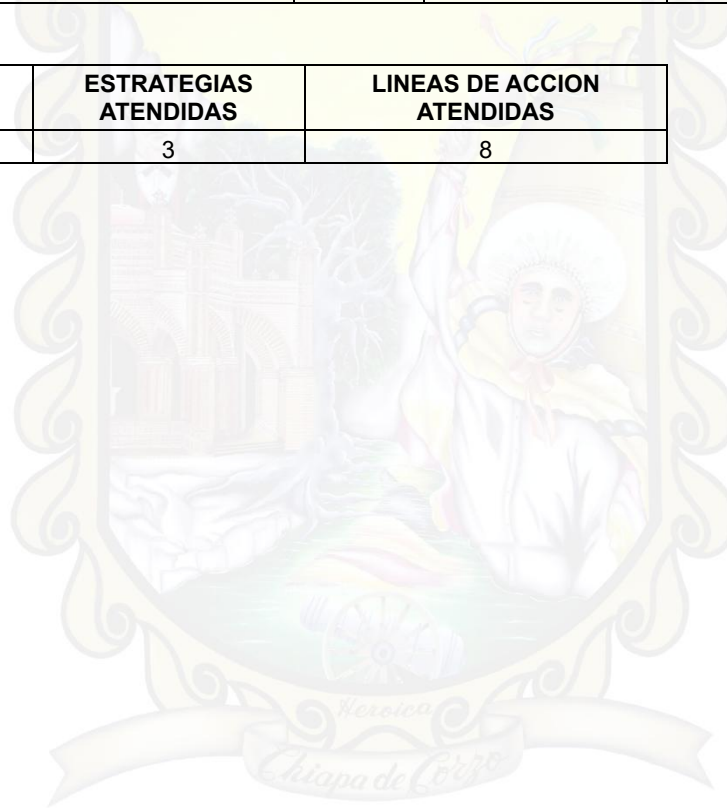 ESTRATEGIAS ATENDIDAS
LINEAS DE ACCION ATENDIDAS
3
8
Heroica
Chiapa de Corzo